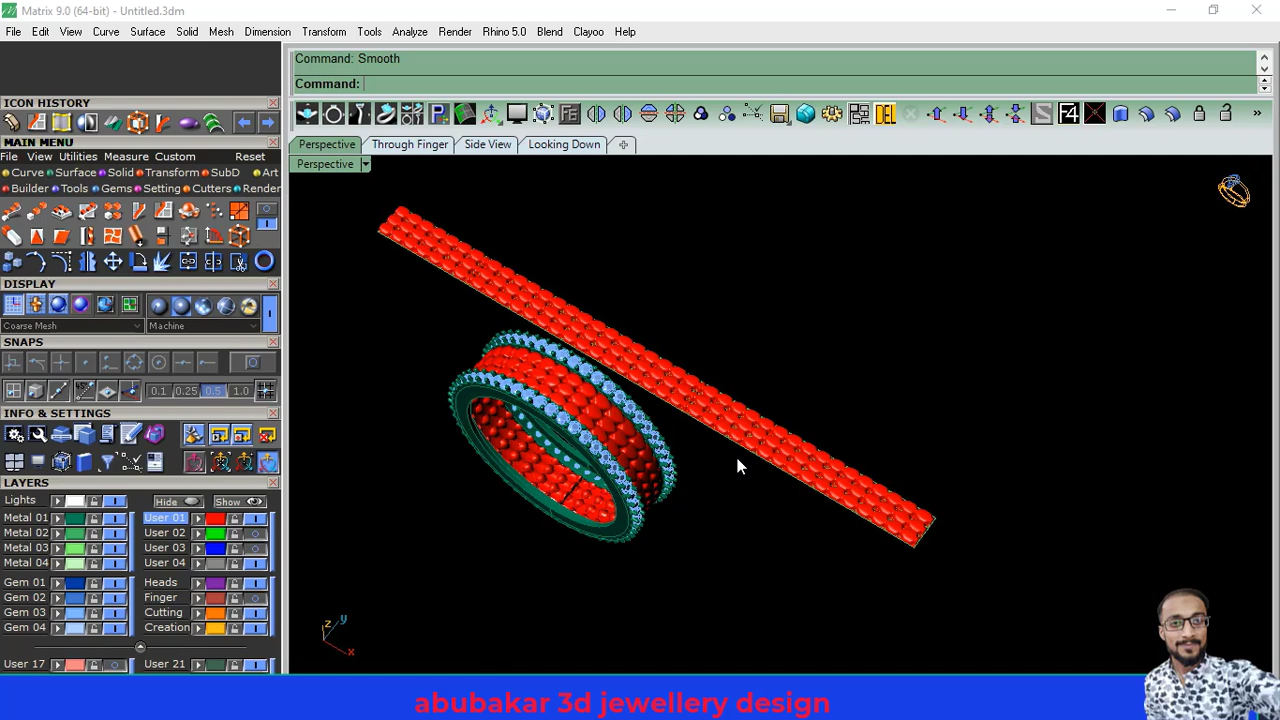 Matrix 9.0 (64-bit) - Untitled.3dm
File Edit View Curve Surface Solid Mesh Dimension Transform Tools Analyze Render Rhino 5.0 Blend Clayoo Help
Command: Smooth
Command:
ICON HISTORY
MAIN MENU
File View Utilities Measure Custom Reset
Curve Surface Solid Transform SubD Art
Builder Tools Gems Setting Cutters Render
DISPLAY
Coarse Mesh Machine
SNAPS
0.1 0.25 0.5 1.0
INFO & SETTINGS
LAYERS
Lights Hide Show
Metal 01 User 01
Metal 02 User 02
Metal 03 User 03
Metal 04 User 04
Gem 01 Heads
Gem 02 Finger
Gem 03 Cutting
Gem 04 Creation
User 17 User 21
F4
Perspective Through Finger Side View Looking Down
Perspective
z y x
abubakar 3d jewellery design